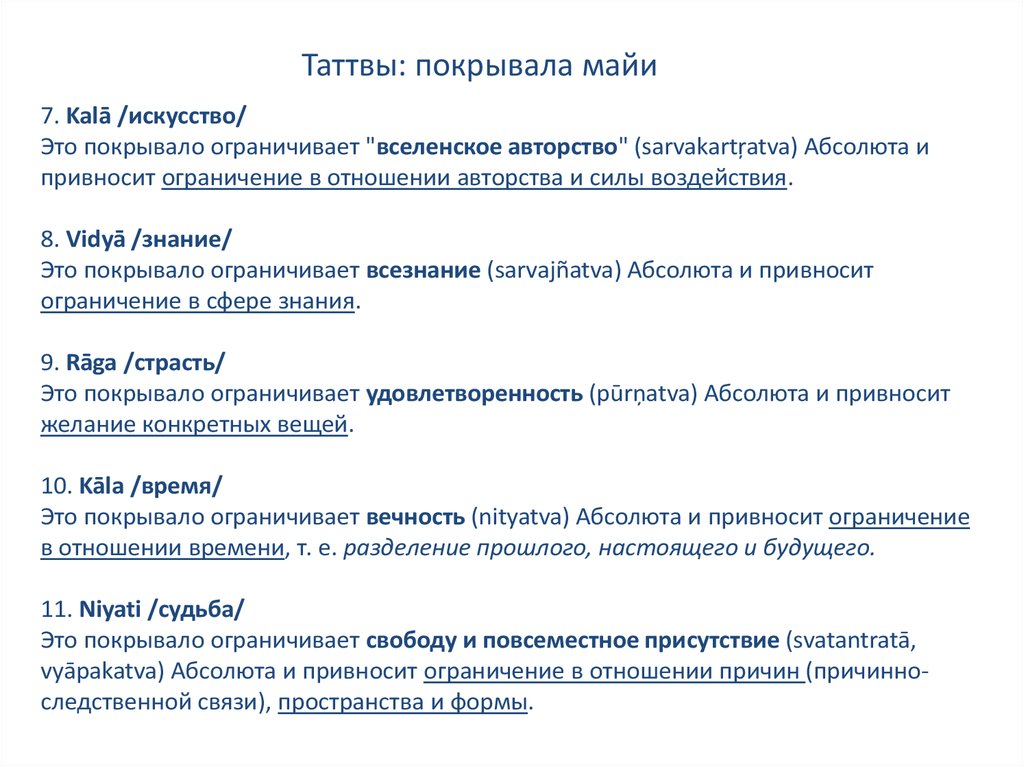 Таттвы: покрывала майи
7. Kalā /искусство/
Это покрывало ограничивает "вселенское авторство" (sarvakartṛatva) Абсолюта и
привносит ограничение в отношении авторства и силы воздействия.
8. Vidyā /знание/
Это покрывало ограничивает всезнание (sarvajñatva) Абсолюта и привносит
ограничение в сфере знания.
9. Rāga /страсть/
Это покрывало ограничивает удовлетворенность (pūrņatva) Абсолюта и привносит
желание конкретных вещей.
10. Kāla /время/
Это покрывало ограничивает вечность (nityatva) Абсолюта и привносит ограничение
в отношении времени, т. е. разделение прошлого, настоящего и будущего.
11. Niyati /судьба/
Это покрывало ограничивает свободу и повсеместное присутствие (svatantratā,
vyāpakatva) Абсолюта и привносит ограничение в отношении причин (причинно-
следственной связи), пространства и формы.